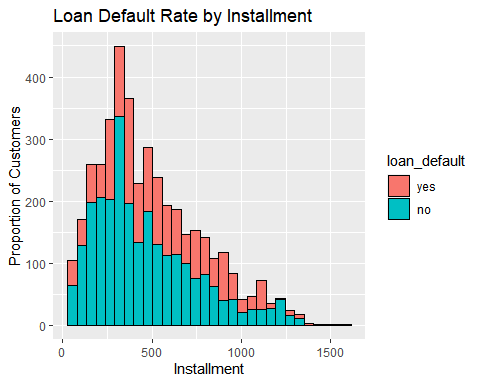 Loan Default Rate by Installment
Proportion of Customers
400
300
200
100
0
0 500 1000 1500
Installment
loan_default
yes
no